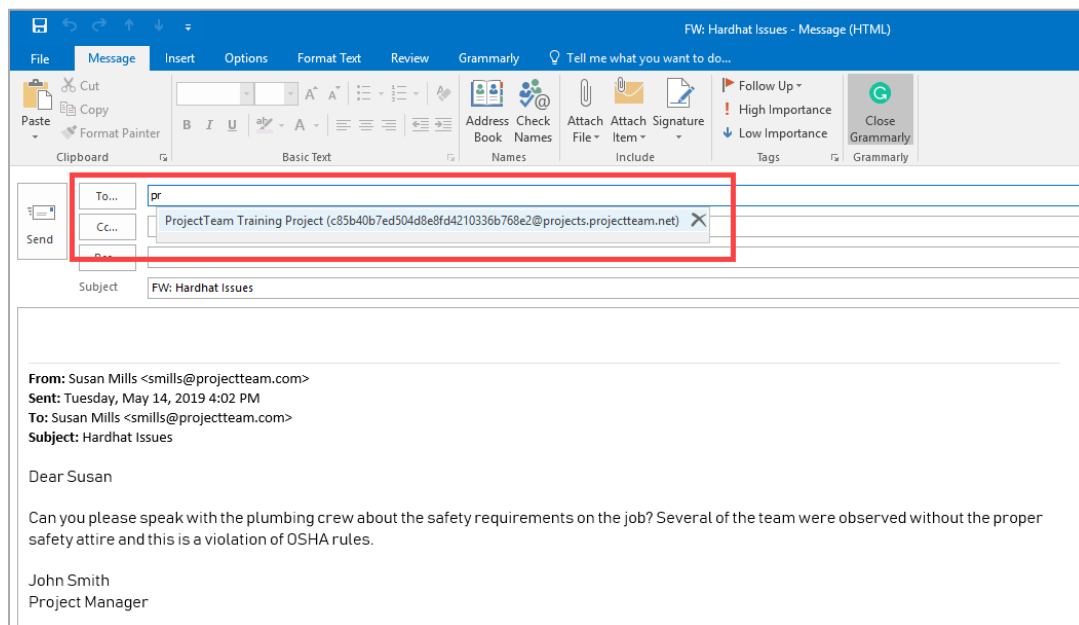 FW: Hardhat Issues - Message (HTML)
File Message Insert Options Format Text Review Grammarly Tell me what you want to do...
Cut
Copy
Format Painter
Paste
Clipboard
B I U A
Basic Text
Address Book
Check Names
Names
Attach File
Attach Item
Signature
Include
Follow Up
High Importance
Low Importance
Tags
Close Grammarly
Grammarly
Send
To... pr
ProjectTeam Training Project (c85b40b7ed504d8e8fd4210336b768e2@projects.projectteam.net)
Cc...
Subject FW: Hardhat Issues
From: Susan Mills <smills@projectteam.com>
Sent: Tuesday, May 14, 2019 4:02 PM
To: Susan Mills <smills@projectteam.com>
Subject: Hardhat Issues
Dear Susan
Can you please speak with the plumbing crew about the safety requirements on the job? Several of the team were observed without the proper
safety attire and this is a violation of OSHA rules.
John Smith
Project Manager